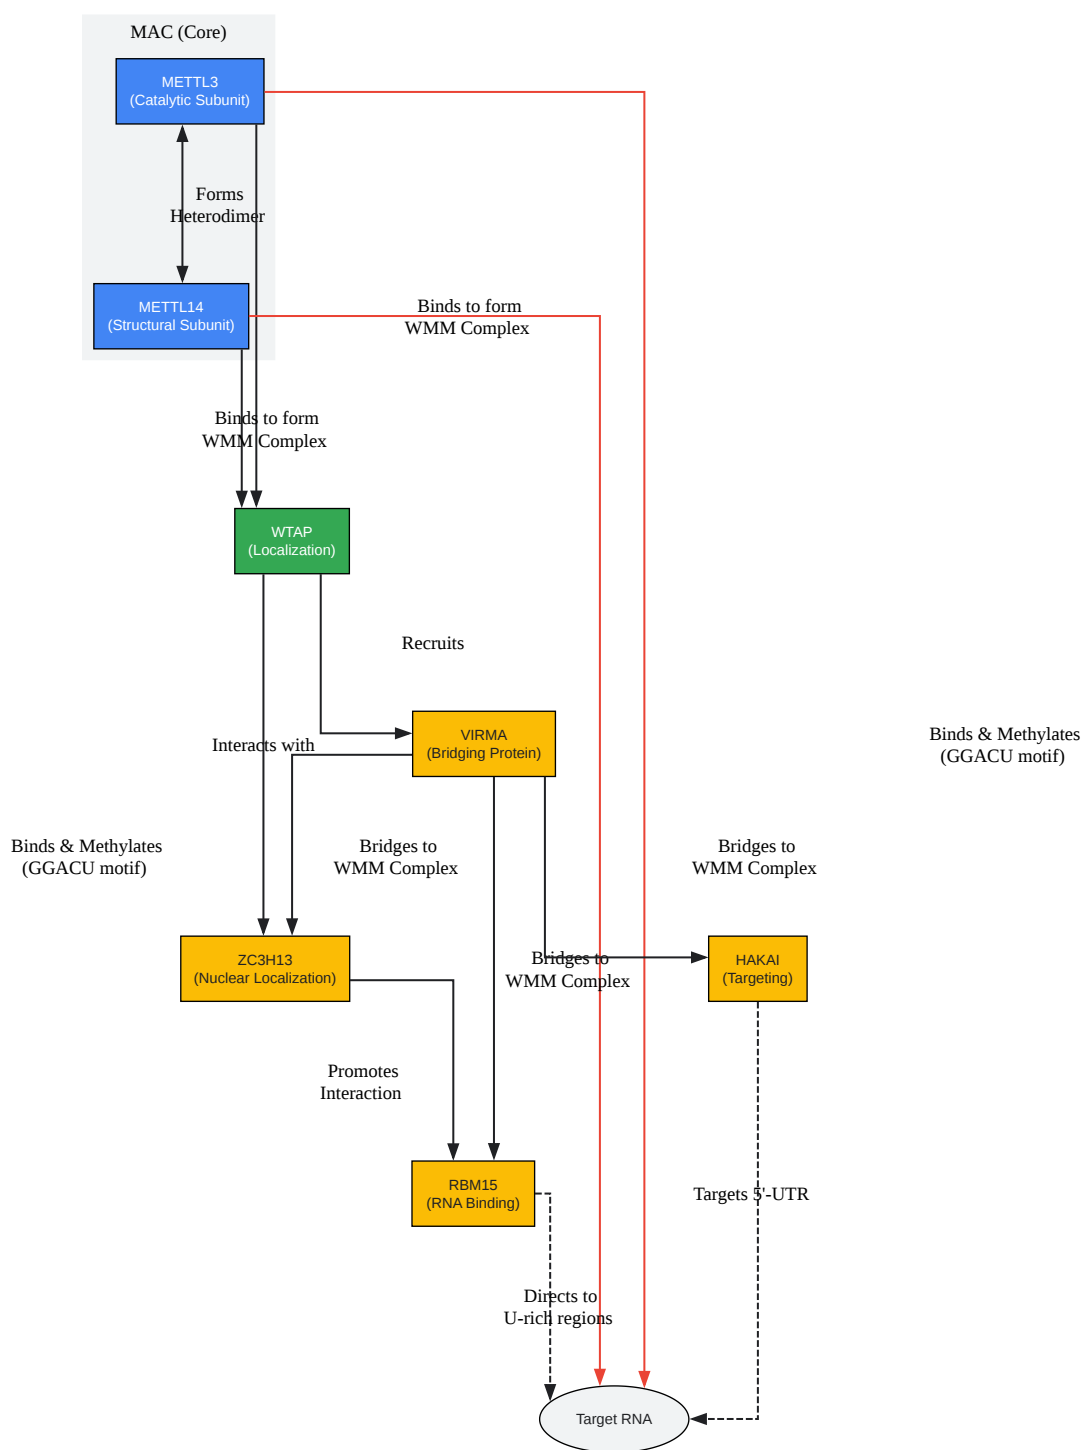 MAC (Core)
METTL3
(Catalytic Subunit)
Forms
Heterodimer
METTL14
(Structural Subunit)
Binds to form
WMM Complex
Binds to form
WMM Complex
WTAP
(Localization)
Recruits
VIRMA
(Bridging Protein)
Interacts with
Binds & Methylates
(GGACU motif)
Binds & Methylates
(GGACU motif)
Bridges to
WMM Complex
Bridges to
WMM Complex
ZC3H13
(Nuclear Localization)
Bridges to
WMM Complex
HAKAI
(Targeting)
Promotes
Interaction
RBM15
(RNA Binding)
Targets 5'-UTR
Directs to
U-rich regions
Target RNA